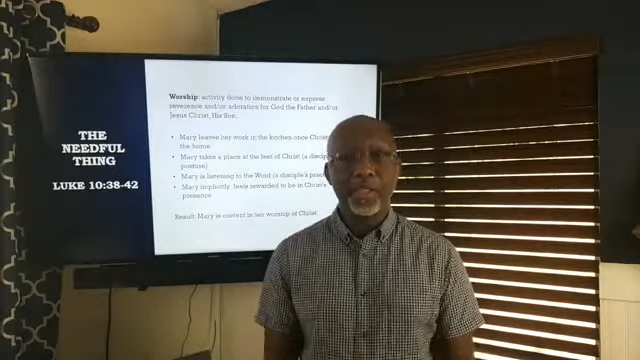 THE
NEEDFUL
THING
LUKE 10:38-42
Worship: activity done to demonstrate or express
reverence and/or adoration for God the Father and/or
Jesus Christ, His Son.
• Mary leaves her work in the kitchen once Chris
the home
• Mary takes a place at the feet of Christ (a discip
posture)
• Mary is listening to the Word (a disciple's prac
• Mary implicitly feels rewarded to be in Christ's
presence
Result: Mary is content in her worship of Christ.